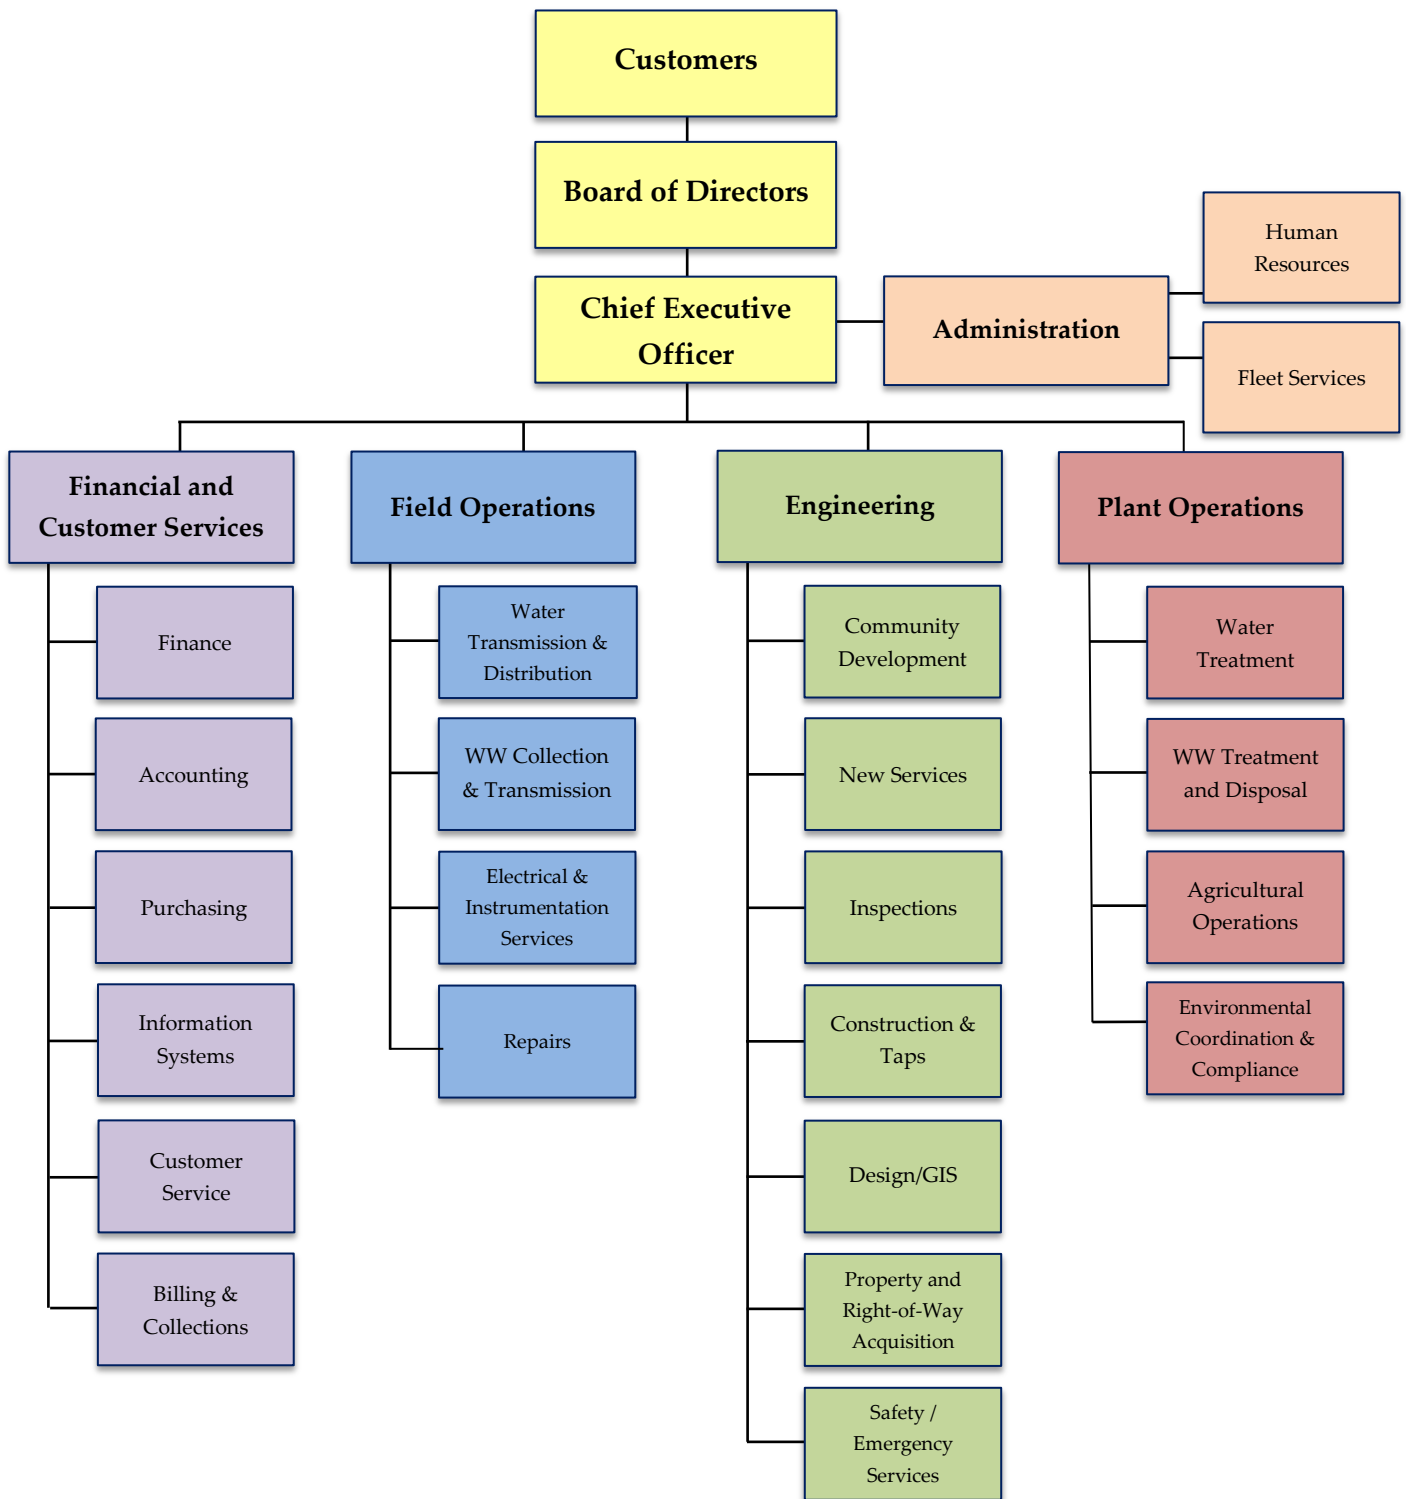 Customers
Board of Directors
Chief Executive
Officer
Administration
Human
Resources
Fleet Services
Financial and
Customer Services
Finance
Accounting
Purchasing
Information
Systems
Customer
Service
Billing &
Collections
Field Operations
Water
Transmission &
Distribution
WW Collection
& Transmission
Electrical &
Instrumentation
Services
Repairs
Engineering
Community
Development
New Services
Inspections
Construction &
Taps
Design/GIS
Property and
Right-of-Way
Acquisition
Safety /
Emergency
Services
Plant Operations
Water
Treatment
WW Treatment
and Disposal
Agricultural
Operations
Environmental
Coordination &
Compliance